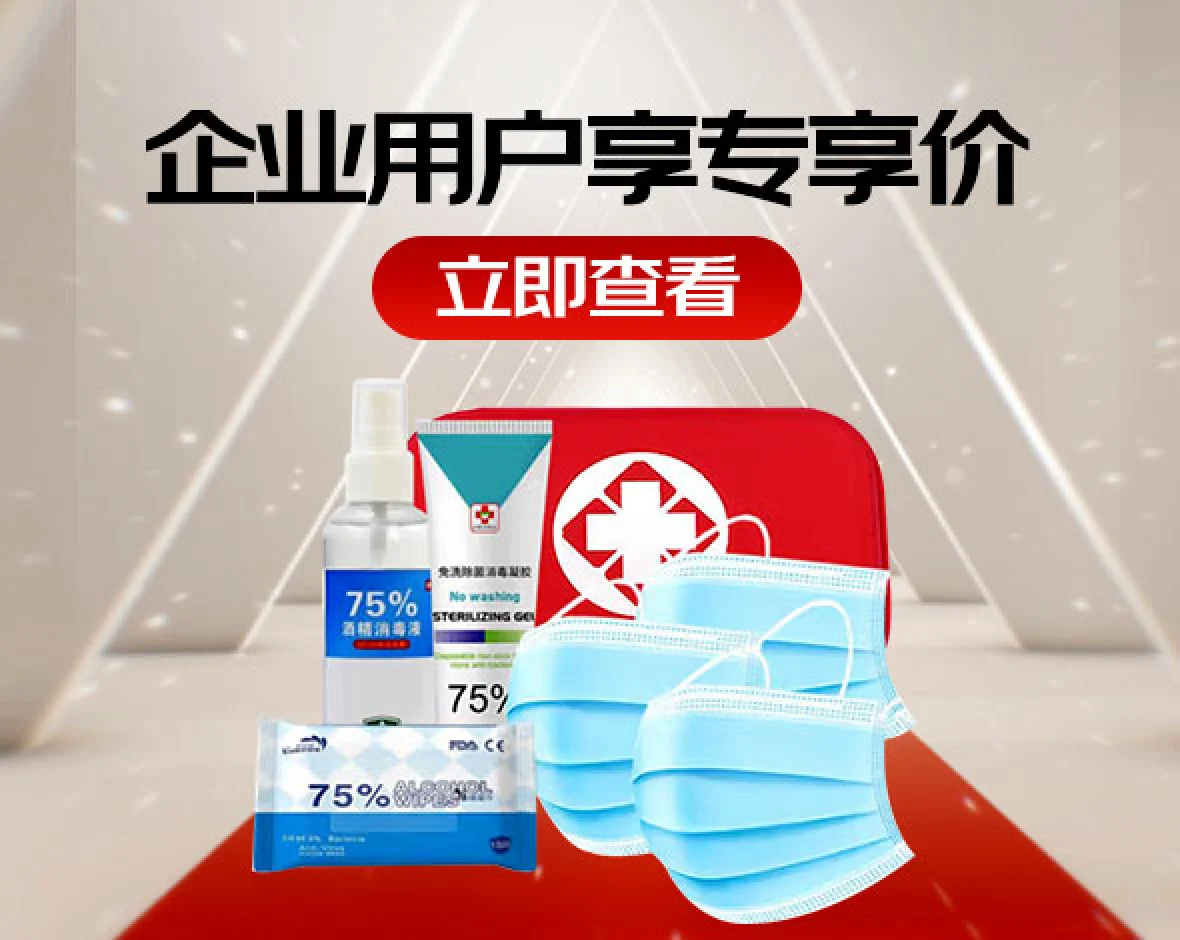 企业用户享专享价
立即查看
75%
酒精消毒液
免洗除菌消毒凝胶
No washing
STERILIZING GEL
75%
FDA CE
75% ALCOHOL
WIPES